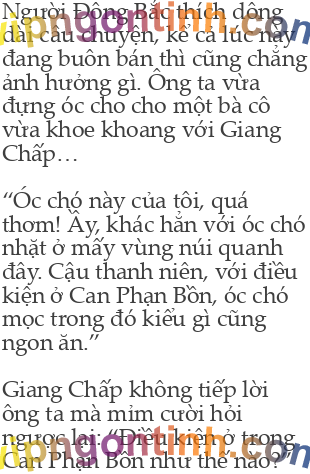 Người Đông Bắc thích dông
dài câu chuyện, kể cả lúc này
đang buôn bán thì cũng chẳng
ảnh hưởng gì. Ông ta vừa
đựng óc cho cho một bà cô
vừa khoe khoang với Giang
Chấp…
“Óc chó này của tôi, quá
thơm! Ầy, khác hẳn với óc chó
nhặt ở mấy vùng núi quanh
đây. Cậu thanh niên, với điều
kiện ở Can Phạn Bồn, óc chó
mọc trong đó kiểu gì cũng
ngon ăn.”
Giang Chấp không tiếp lời
ông ta mà mỉm cười hỏi
ngược lại: “Điều kiện ở trong
Can Phạn Bồn như thế nào?”